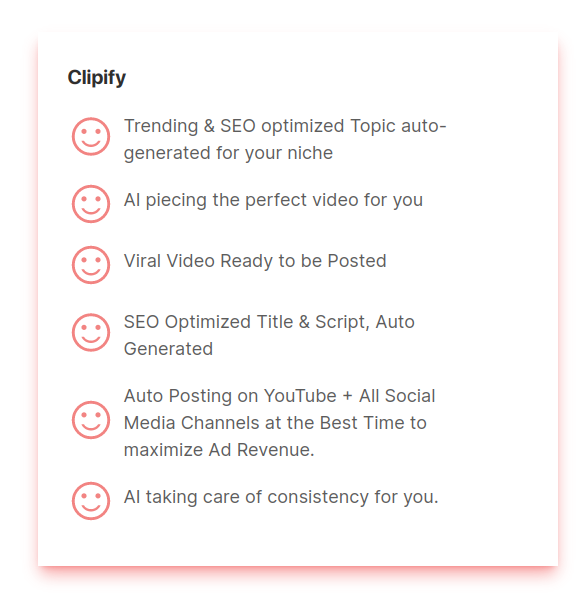 Clipify
Trending & SEO optimized Topic auto-
generated for your niche
AI piecing the perfect video for you
Viral Video Ready to be Posted
SEO Optimized Title & Script, Auto
Generated
Auto Posting on YouTube + All Social
Media Channels at the Best Time to
maximize Ad Revenue.
AI taking care of consistency for you.